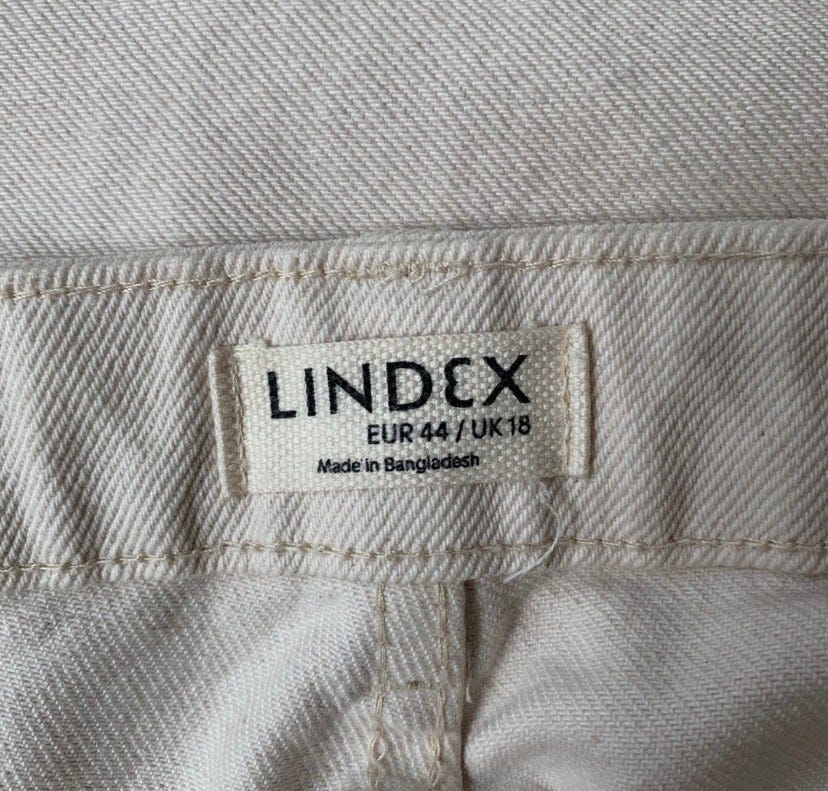 LINDEX
EUR 44 / UK 18
Made in Bangladesh